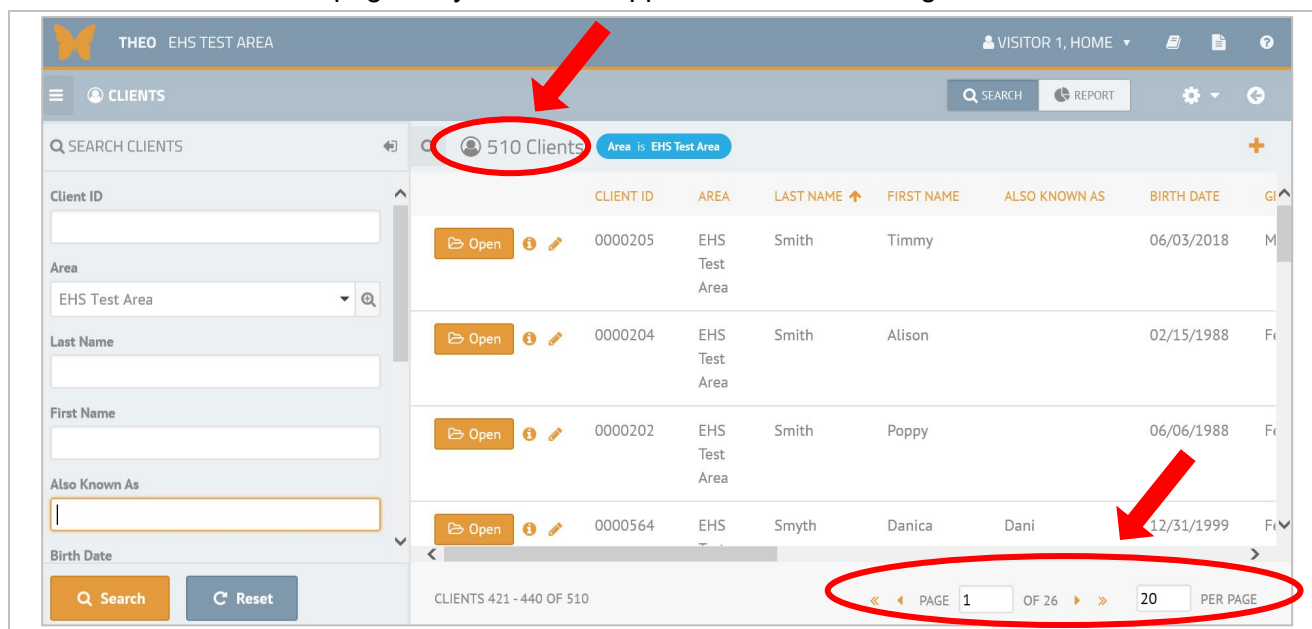 THEO EHS TEST AREA VISITOR 1, HOME
CLIENTS SEARCH REPORT
SEARCH CLIENTS
510 Clients Area is EHS Test Area
Client ID
Area
EHS Test Area
Last Name
First Name
Also Known As
Birth Date
Search Reset
CLIENT ID AREA LAST NAME FIRST NAME ALSO KNOWN AS BIRTH DATE
Open 0000205 EHS Test Area Smith Timmy 06/03/2018 M
Open 0000204 EHS Test Area Smith Alison 02/15/1988
Open 0000202 EHS Test Area Smith Poppy 06/06/1988
Open 0000564 EHS Smyth Danica Dani 12/31/1999
CLIENTS 421 - 440 OF 510 PAGE 1 OF 26 20 PER PAGE